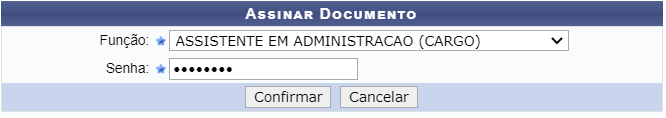 Assinar Documento
Função: ASSISTENTE EM ADMINISTRACAO (CARGO)
Senha: ••••••••
Confirmar Cancelar